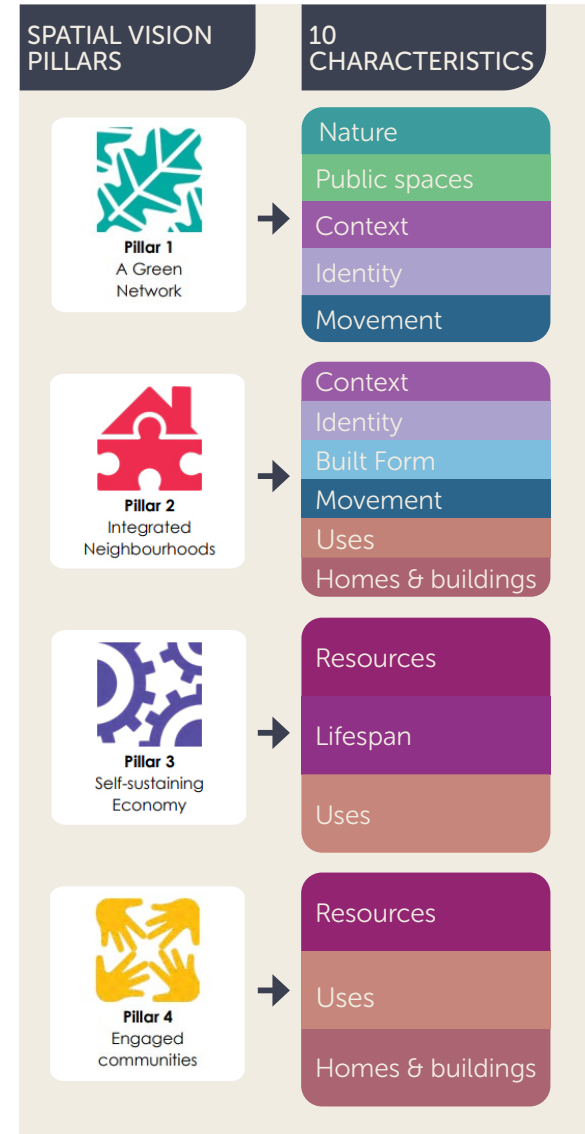 SPATIAL VISION
PILLARS
10
CHARACTERISTICS
Pillar 1
A Green
Network
Nature
Public spaces
Context
Identity
Movement
Pillar 2
Integrated
Neighbourhoods
Context
Identity
Built Form
Movement
Uses
Homes & buildings
Pillar 3
Self-sustaining
Economy
Resources
Lifespan
Uses
Pillar 4
Engaged
communities
Resources
Uses
Homes & buildings